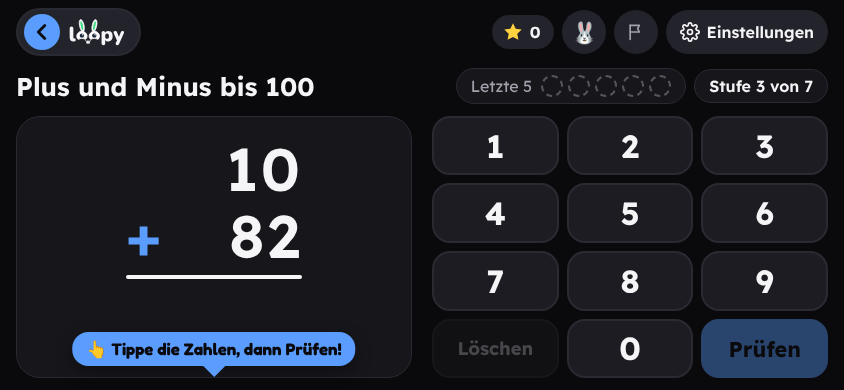 loopy
0
Einstellungen
Plus und Minus bis 100
Letzte 5
Stufe 3 von 7
10
+ 82
👆 Tippe die Zahlen, dann Prüfen!
1 2 3
4 5 6
7 8 9
Löschen 0 Prüfen